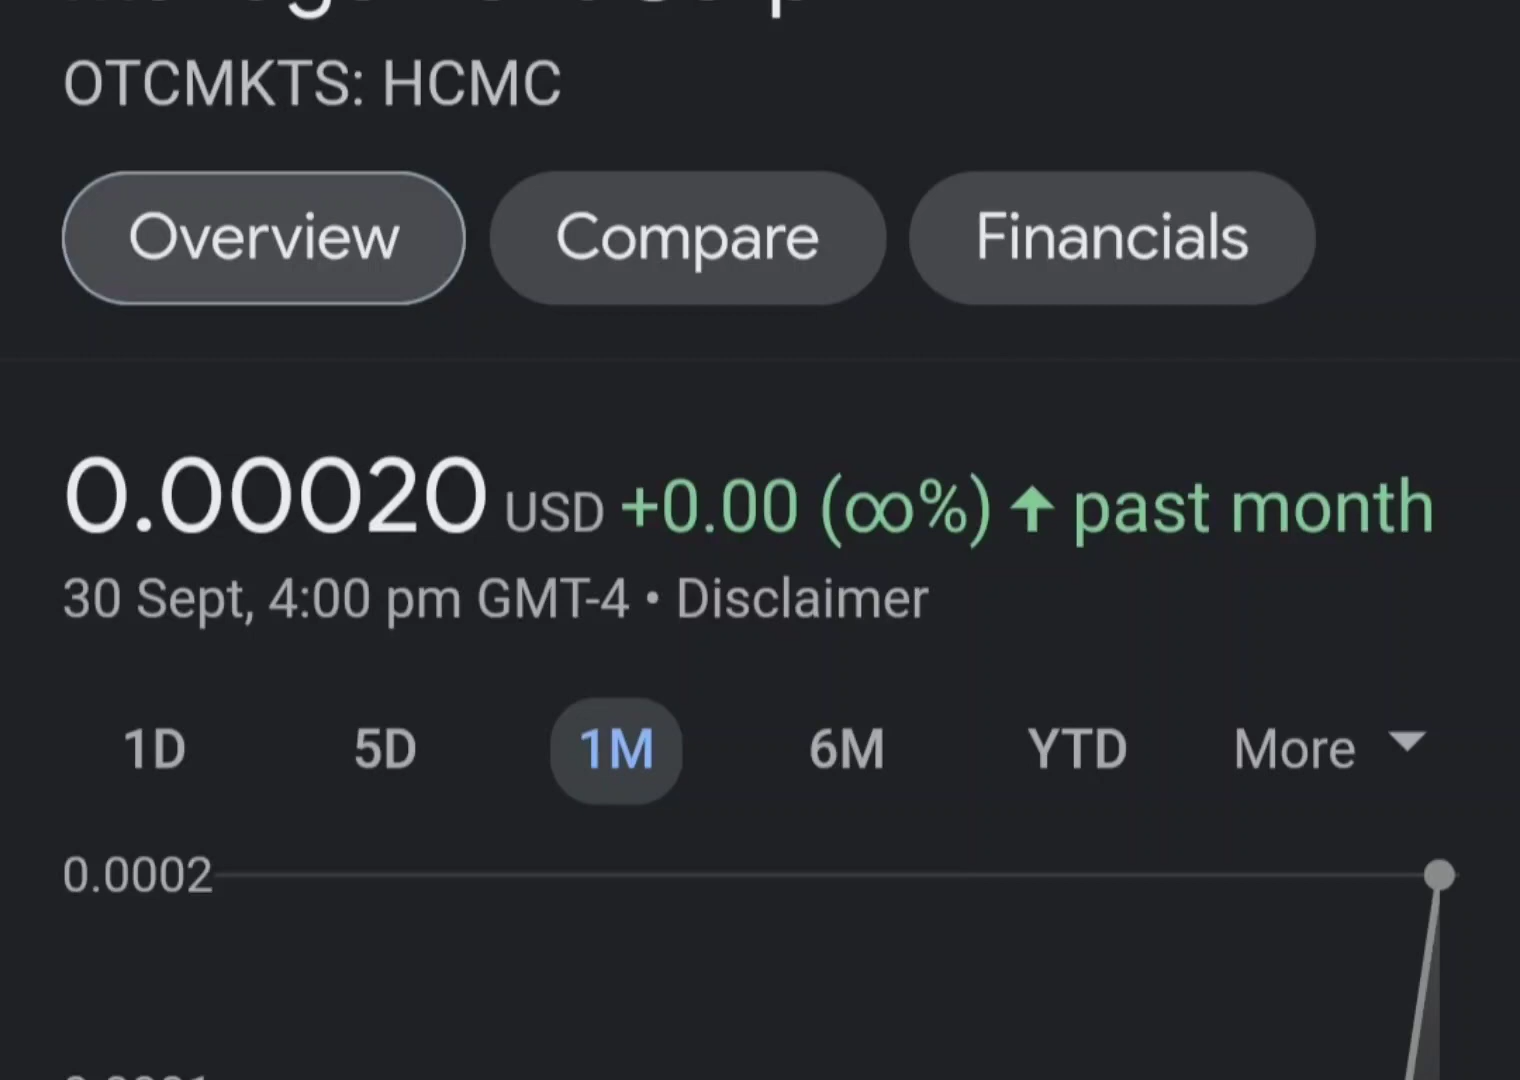 OTCMKTS: HCMC
Overview Compare Financials
0.00020 USD +0.00 (∞%) ↑ past month
30 Sept, 4:00 pm GMT-4 • Disclaimer
1D 5D 1M 6M YTD More
0.0002